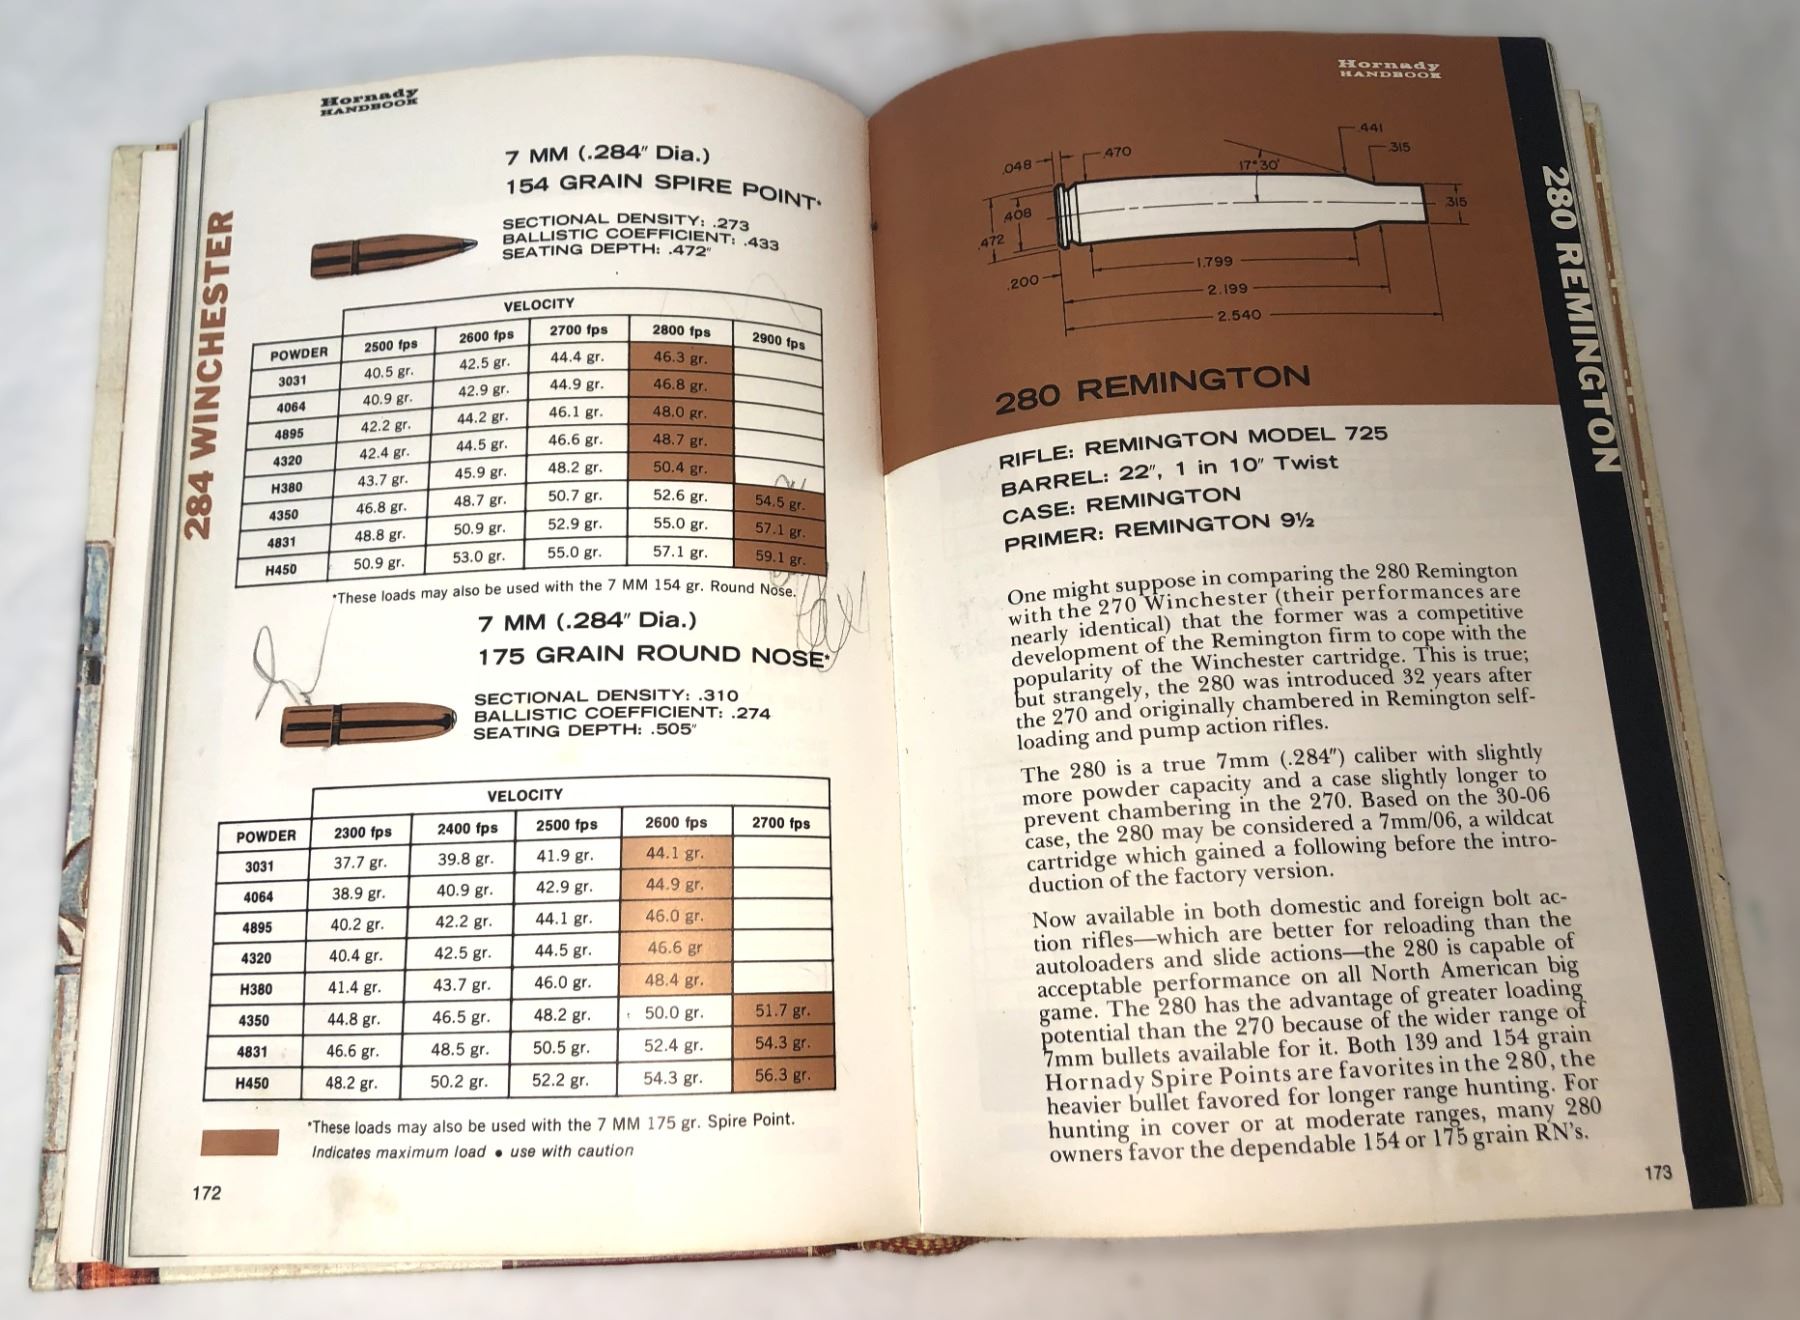 Hornady
HANDBOOK
284 WINCHESTER
7 MM (.284" Dia.)
154 GRAIN SPIRE POINT*
SECTIONAL DENSITY: .273
BALLISTIC COEFFICIENT: .433
SEATING DEPTH: .472"
VELOCITY
POWDER 2500 fps 2600 fps 2700 fps 2800 fps 2900 fps
3031 40.5 gr. 42.5 gr. 44.4 gr. 46.3 gr.
4064 40.9 gr. 42.9 gr. 44.9 gr. 46.8 gr.
4895 42.2 gr. 44.2 gr. 46.1 gr. 48.0 gr.
4320 42.4 gr. 44.5 gr. 46.6 gr. 48.7 gr.
H380 43.7 gr. 45.9 gr. 48.2 gr. 50.4 gr.
4350 46.8 gr. 48.7 gr. 50.7 gr. 52.6 gr. 54.5 gr.
4831 48.8 gr. 50.9 gr. 52.9 gr. 55.0 gr. 57.1 gr.
H450 50.9 gr. 53.0 gr. 55.0 gr. 57.1 gr. 59.1 gr.
*These loads may also be used with the 7 MM 154 gr. Round Nose.
7 MM (.284" Dia.)
175 GRAIN ROUND NOSE*
SECTIONAL DENSITY: .310
BALLISTIC COEFFICIENT: .274
SEATING DEPTH: .505"
VELOCITY
POWDER 2300 fps 2400 fps 2500 fps 2600 fps 2700 fps
3031 37.7 gr. 39.8 gr. 41.9 gr. 44.1 gr.
4064 38.9 gr. 40.9 gr. 42.9 gr. 44.9 gr.
4895 40.2 gr. 42.2 gr. 44.1 gr. 46.0 gr.
4320 40.4 gr. 42.5 gr. 44.5 gr. 46.6 gr
H380 41.4 gr. 43.7 gr. 46.0 gr. 48.4 gr.
4350 44.8 gr. 46.5 gr. 48.2 gr. 50.0 gr. 51.7 gr.
4831 46.6 gr. 48.5 gr. 50.5 gr. 52.4 gr. 54.3 gr.
H450 48.2 gr. 50.2 gr. 52.2 gr. 54.3 gr. 56.3 gr.
*These loads may also be used with the 7 MM 175 gr. Spire Point.
Indicates maximum load • use with caution
172
Hornady
HANDBOOK
280 REMINGTON
.048
.470
17°30'
.441
.315
.472
.408
.315
.200
1.799
2.199
2.540
280 REMINGTON
RIFLE: REMINGTON MODEL 725
BARREL: 22", 1 in 10" Twist
CASE: REMINGTON
PRIMER: REMINGTON 9½
One might suppose in comparing the 280 Remington
with the 270 Winchester (their performances are
nearly identical) that the former was a competitive
development of the Remington firm to cope with the
popularity of the Winchester cartridge. This is true;
but strangely, the 280 was introduced 32 years after
the 270 and originally chambered in Remington self-
loading and pump action rifles.
The 280 is a true 7mm (.284") caliber with slightly
more powder capacity and a case slightly longer to
prevent chambering in the 270. Based on the 30-06
case, the 280 may be considered a 7mm/06, a wildcat
cartridge which gained a following before the intro-
duction of the factory version.
Now available in both domestic and foreign bolt ac-
tion rifles—which are better for reloading than the
autoloaders and slide actions—the 280 is capable of
acceptable performance on all North American big
game. The 280 has the advantage of greater loading
potential than the 270 because of the wider range of
7mm bullets available for it. Both 139 and 154 grain
Hornady Spire Points are favorites in the 280, the
heavier bullet favored for longer range hunting. For
hunting in cover or at moderate ranges, many 280
owners favor the dependable 154 or 175 grain RN's.
173